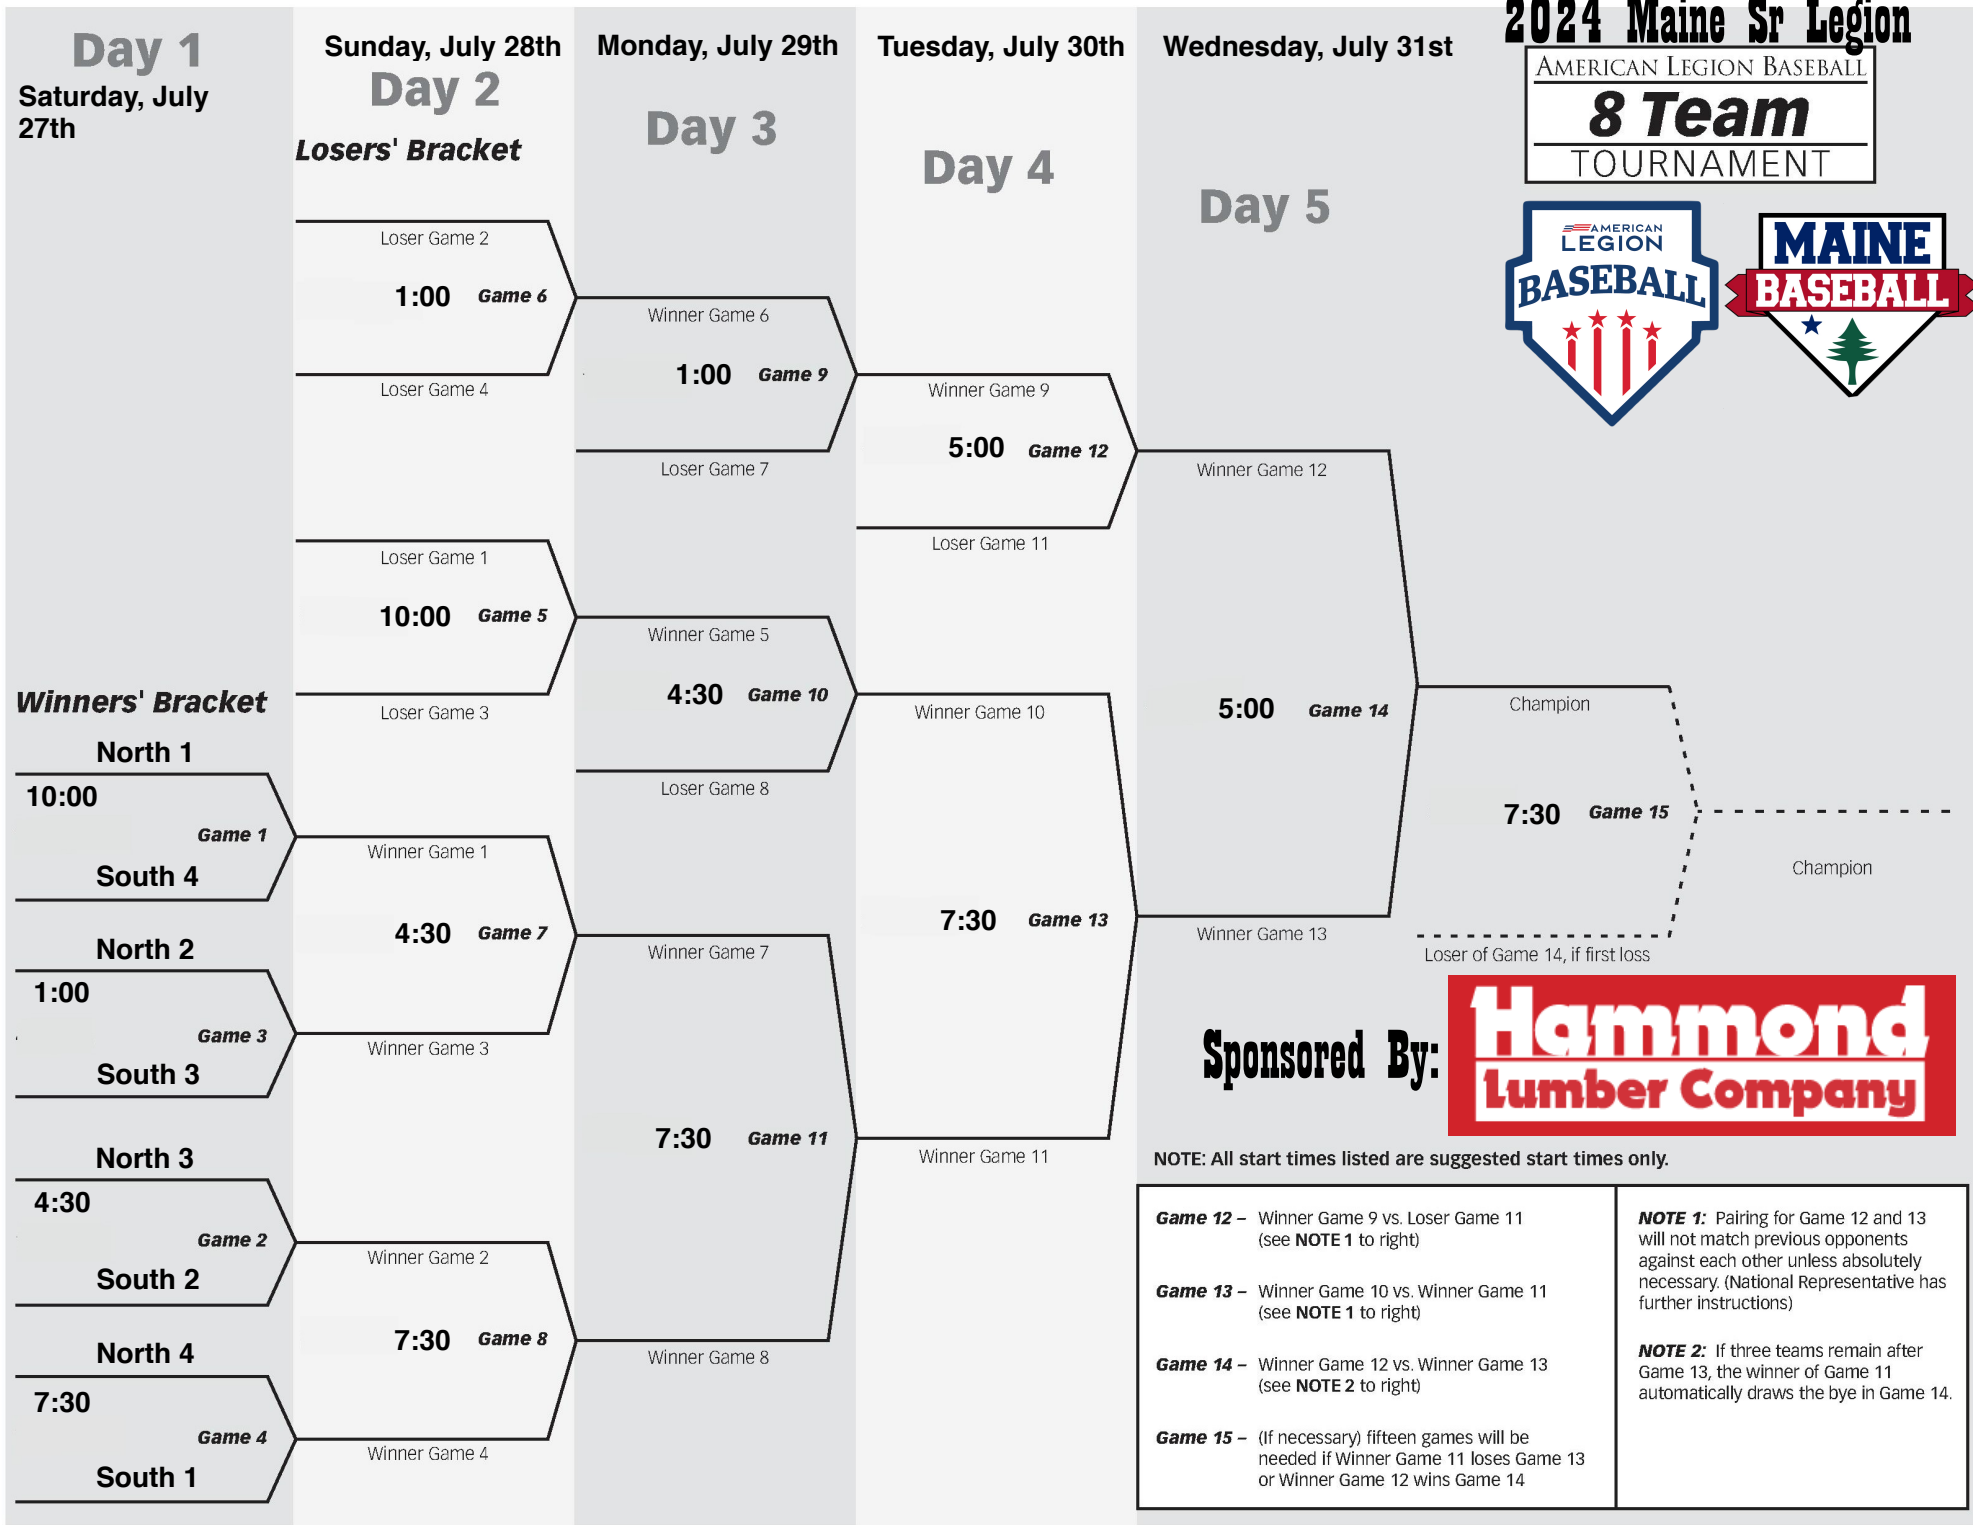 Day 1
Saturday, July
27th
Winners' Bracket
North 1
10:00
Game 1
South 4
North 2
1:00
Game 3
South 3
North 3
4:30
Game 2
South 2
North 4
7:30
Game 4
South 1
Sunday, July 28th
Day 2
Losers' Bracket
Loser Game 2
1:00 Game 6
Loser Game 4
Loser Game 1
10:00 Game 5
Loser Game 3
Winner Game 1
4:30 Game 7
Winner Game 3
Winner Game 2
7:30 Game 8
Winner Game 4
Monday, July 29th
Day 3
Winner Game 6
1:00 Game 9
Loser Game 7
Winner Game 5
4:30 Game 10
Loser Game 8
Winner Game 7
7:30 Game 11
Winner Game 8
Tuesday, July 30th
Day 4
Winner Game 9
5:00 Game 12
Loser Game 11
Winner Game 10
7:30 Game 13
Winner Game 11
Wednesday, July 31st
Day 5
Winner Game 12
5:00 Game 14
Winner Game 13
Champion
7:30 Game 15
Loser of Game 14, if first loss
Champion
2024 Maine Sr Legion
AMERICAN LEGION BASEBALL
8 Team
TOURNAMENT
AMERICAN
LEGION
BASEBALL
MAINE
BASEBALL
Sponsored By:
Hammond
Lumber Company
NOTE: All start times listed are suggested start times only.
Game 12 – Winner Game 9 vs. Loser Game 11
(see NOTE 1 to right)
Game 13 – Winner Game 10 vs. Winner Game 11
(see NOTE 1 to right)
Game 14 – Winner Game 12 vs. Winner Game 13
(see NOTE 2 to right)
Game 15 – (If necessary) fifteen games will be
needed if Winner Game 11 loses Game 13
or Winner Game 12 wins Game 14
NOTE 1: Pairing for Game 12 and 13
will not match previous opponents
against each other unless absolutely
necessary. (National Representative has
further instructions)
NOTE 2: If three teams remain after
Game 13, the winner of Game 11
automatically draws the bye in Game 14.